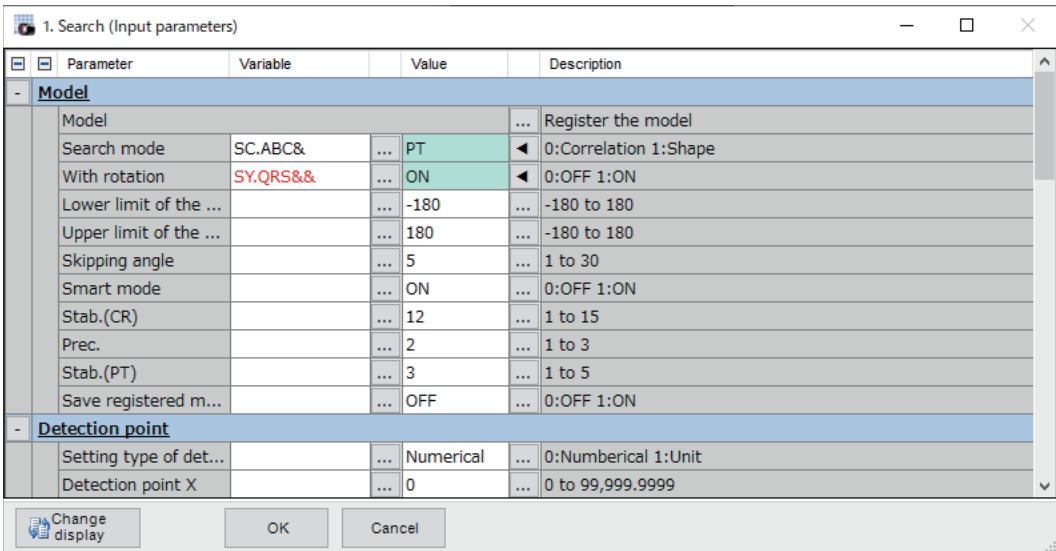 1. Search (Input parameters)
Parameter Variable Value Description
- Model
Model ... Register the model
Search mode SC.ABC& ... PT ◄ 0:Correlation 1:Shape
With rotation SY.QRS&& ... ON ◄ 0:OFF 1:ON
Lower limit of the ... ... -180 ... -180 to 180
Upper limit of the ... ... 180 ... -180 to 180
Skipping angle ... 5 ... 1 to 30
Smart mode ... ON ... 0:OFF 1:ON
Stab.(CR) ... 12 ... 1 to 15
Prec. ... 2 ... 1 to 3
Stab.(PT) ... 3 ... 1 to 5
Save registered m... ... OFF ... 0:OFF 1:ON
- Detection point
Setting type of det... ... Numerical ... 0:Numberical 1:Unit
Detection point X ... 0 ... 0 to 99,999.9999
Change
display
OK Cancel